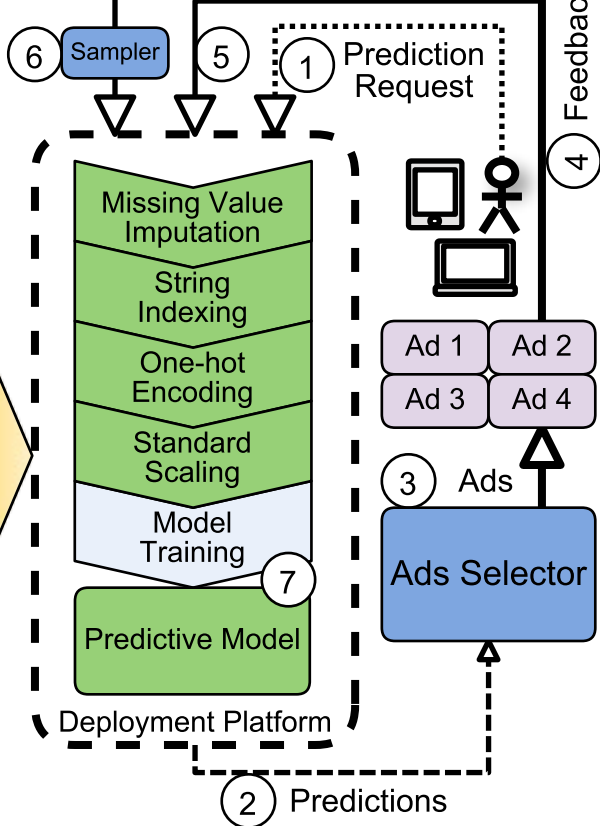 6
Sampler
5
1
Prediction
Request
4
Missing Value
Imputation
String
Indexing
One-hot
Encoding
Standard
Scaling
Model
Training
7
Predictive Model
Deployment Platform
Ad 1
Ad 2
Ad 3
Ad 4
3
Ads
Ads Selector
2
Predictions